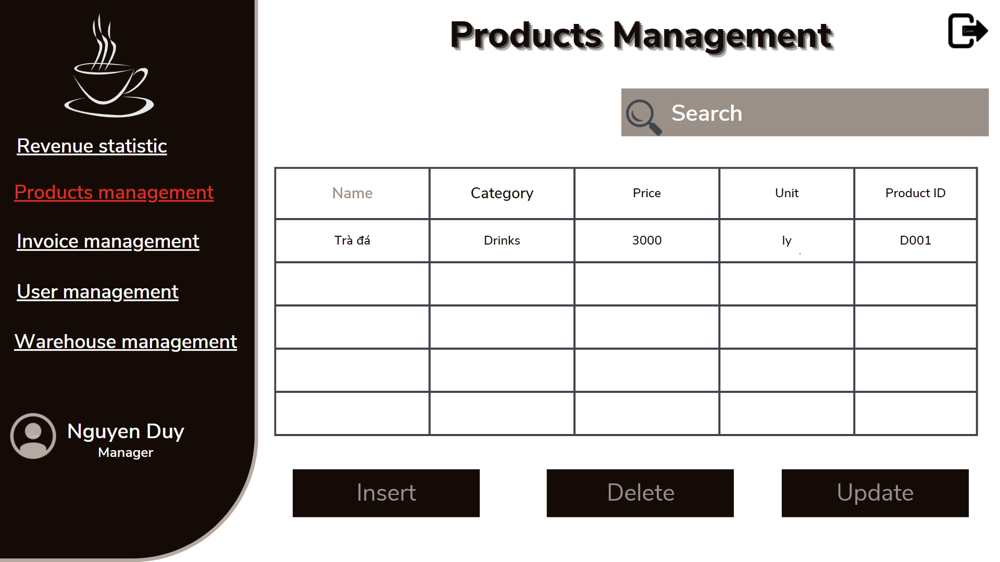 Products Management
Search
Revenue statistic
Products management
Invoice management
User management
Warehouse management
Nguyen Duy
Manager
Name Category Price Unit Product ID
Trà đá Drinks 3000 ly D001
Insert Delete Update